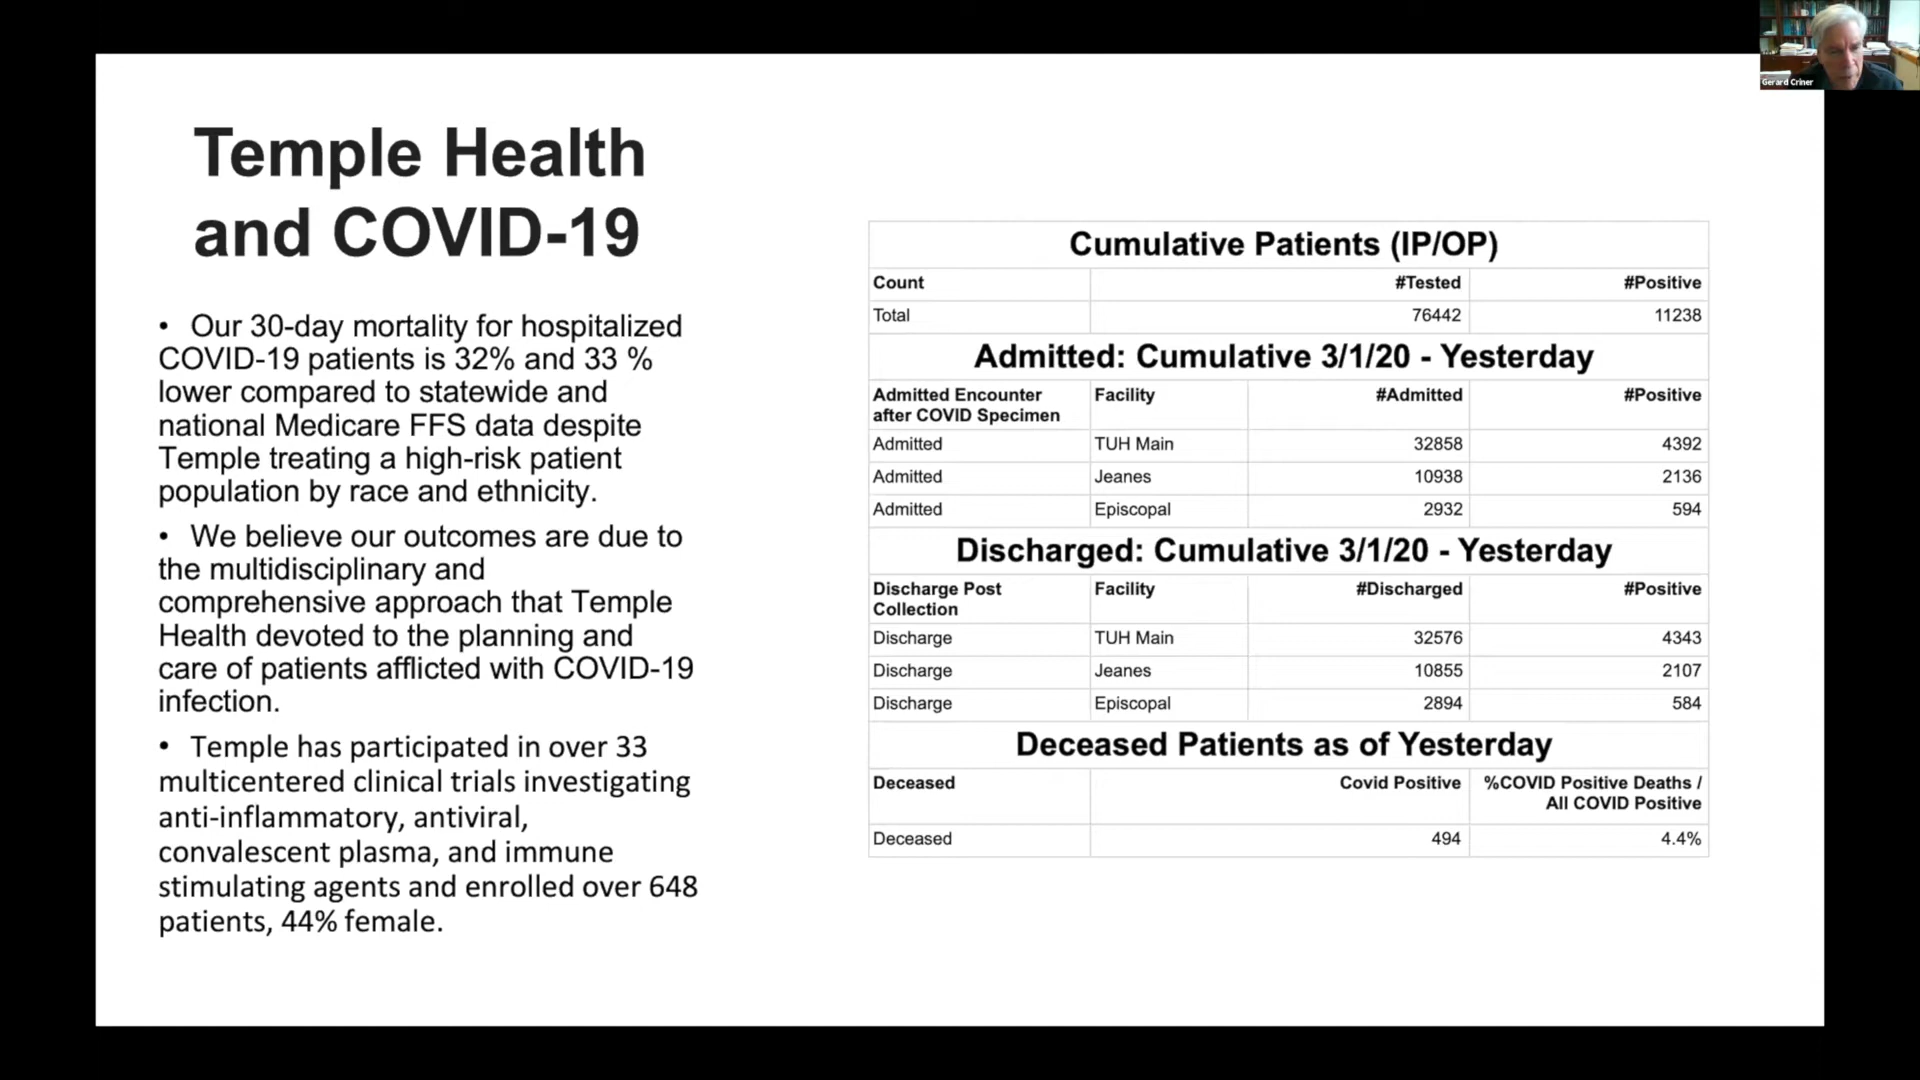 Gerard Criner
Temple Health
and COVID-19
• Our 30-day mortality for hospitalized
COVID-19 patients is 32% and 33 %
lower compared to statewide and
national Medicare FFS data despite
Temple treating a high-risk patient
population by race and ethnicity.
• We believe our outcomes are due to
the multidisciplinary and
comprehensive approach that Temple
Health devoted to the planning and
care of patients afflicted with COVID-19
infection.
• Temple has participated in over 33
multicentered clinical trials investigating
anti-inflammatory, antiviral,
convalescent plasma, and immune
stimulating agents and enrolled over 648
patients, 44% female.
Cumulative Patients (IP/OP)
Count #Tested #Positive
Total 76442 11238
Admitted: Cumulative 3/1/20 - Yesterday
Admitted Encounter Facility #Admitted #Positive
after COVID Specimen
Admitted TUH Main 32858 4392
Admitted Jeanes 10938 2136
Admitted Episcopal 2932 594
Discharged: Cumulative 3/1/20 - Yesterday
Discharge Post Facility #Discharged #Positive
Collection
Discharge TUH Main 32576 4343
Discharge Jeanes 10855 2107
Discharge Episcopal 2894 584
Deceased Patients as of Yesterday
Deceased Covid Positive %COVID Positive Deaths /
All COVID Positive
Deceased 494 4.4%